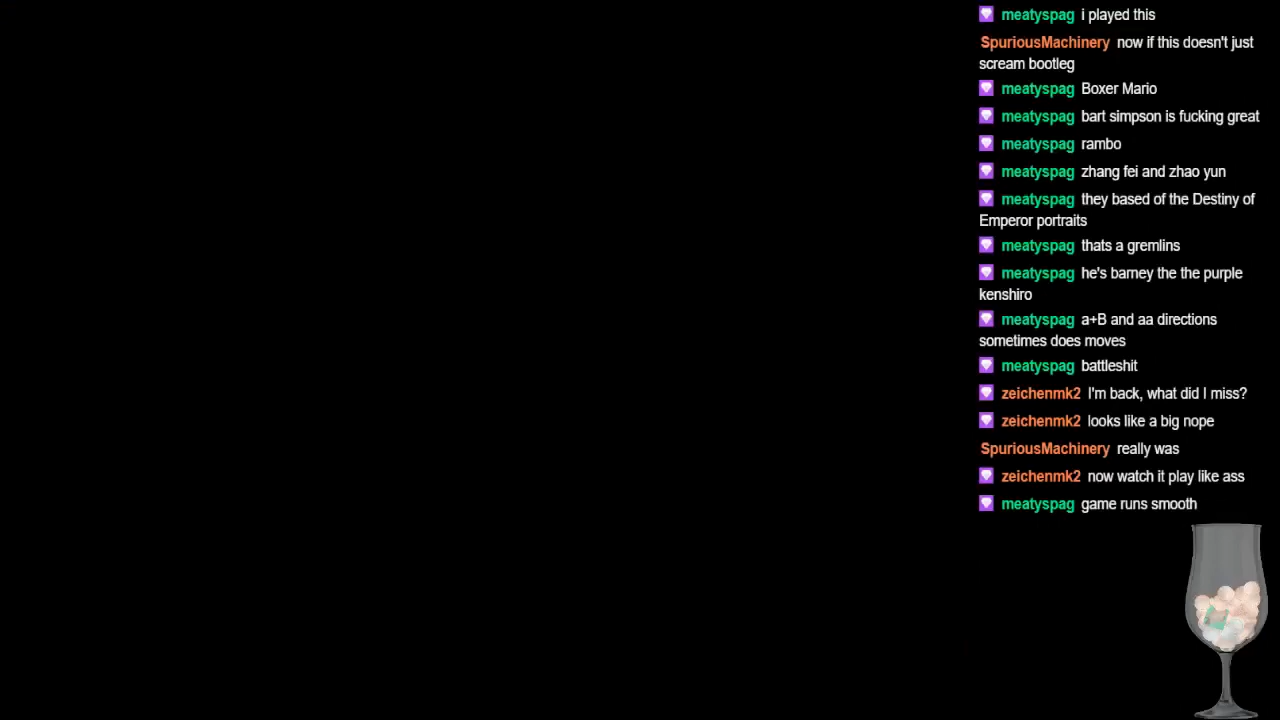 meatyspag i played this
SpuriousMachinery now if this doesn't just
scream bootleg
meatyspag Boxer Mario
meatyspag bart simpson is fucking great
meatyspag rambo
meatyspag zhang fei and zhao yun
meatyspag they based of the Destiny of
Emperor portraits
meatyspag thats a gremlins
meatyspag he's barney the the purple
kenshiro
meatyspag a+B and aa directions
sometimes does moves
meatyspag battleshit
zeichenmk2 I'm back, what did I miss?
zeichenmk2 looks like a big nope
SpuriousMachinery really was
zeichenmk2 now watch it play like ass
meatyspag game runs smooth